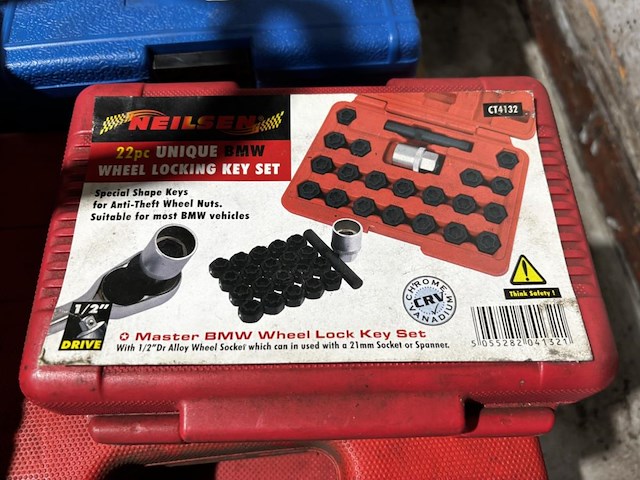 NEILSEN
CT4132
22pc UNIQUE BMW
WHEEL LOCKING KEY SET
Special Shape Keys
for Anti-Theft Wheel Nuts.
Suitable for most BMW vehicles
1/2"
DRIVE
CHROME
CRV
VANADIUM
Think Safety !
Master BMW Wheel Lock Key Set
With 1/2"Dr Alloy Wheel Socket which can in used with a 21mm Socket or Spanner.
5 055282 041321